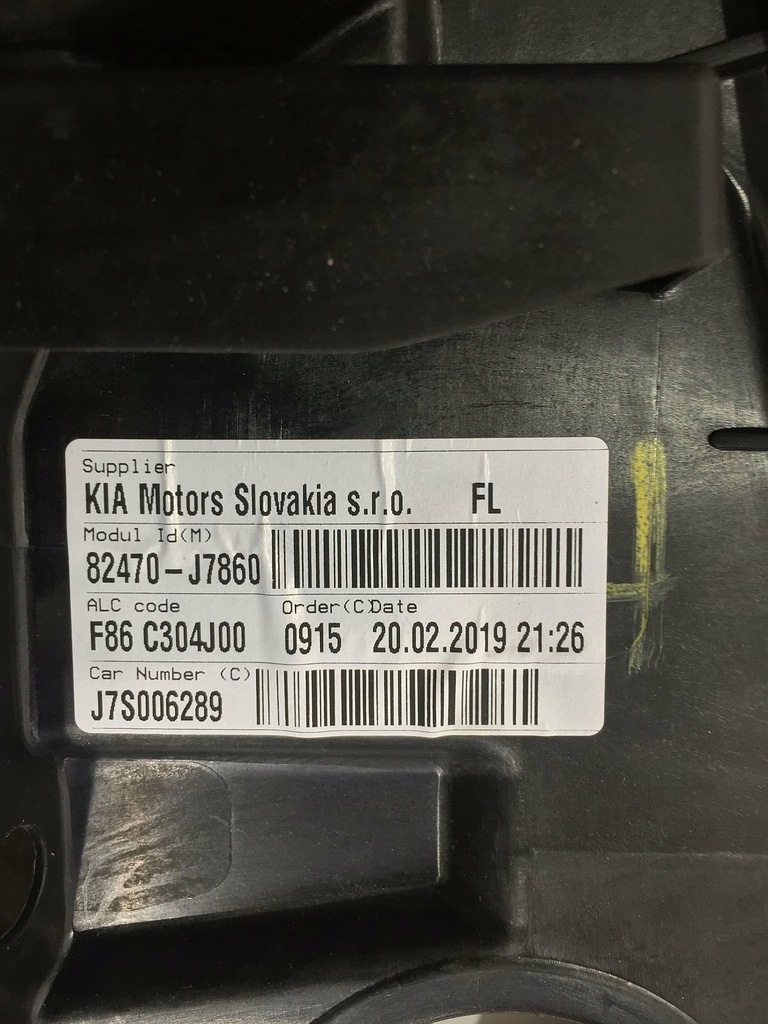 Supplier
KIA Motors Slovakia s.r.o. FL
Modul Id(M)
82470-J7860
ALC code Order(C)Date
F86 C304J00 0915 20.02.2019 21:26
Car Number (C)
J7S006289